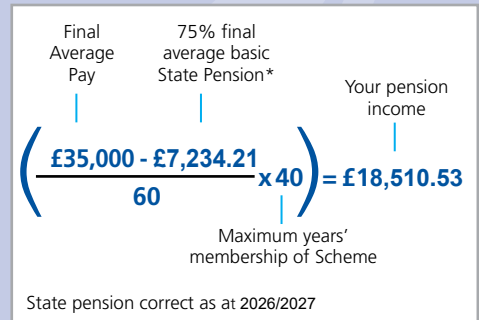 Final
Average
Pay
75% final
average basic
State Pension*
Your pension
income
(£35,000 - £7,234.21
60
x 40) = £18,510.53
Maximum years’
membership of Scheme
State pension correct as at 2026/2027